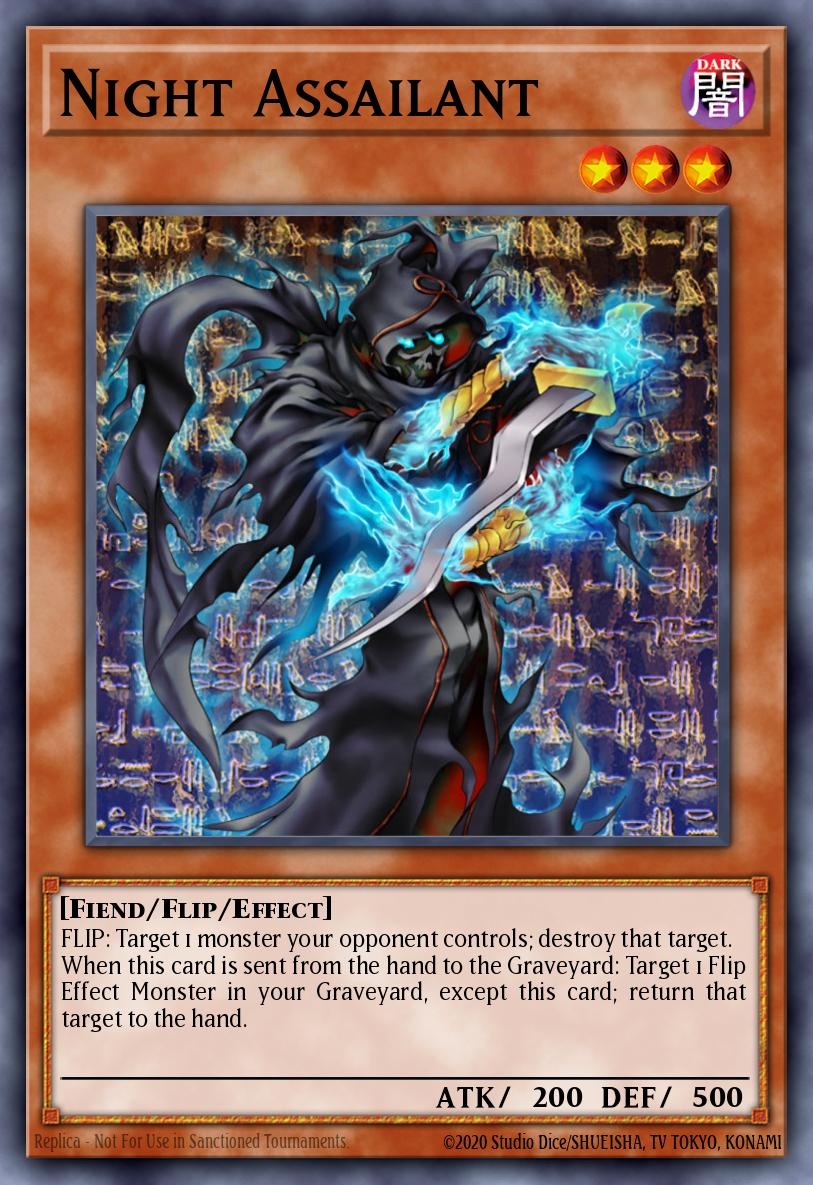 Night Assailant
DARK
闇
[Fiend/Flip/Effect]
FLIP: Target 1 monster your opponent controls; destroy that target.
When this card is sent from the hand to the Graveyard: Target 1 Flip
Effect Monster in your Graveyard, except this card; return that
target to the hand.
ATK/ 200 DEF/ 500
Replica - Not For Use in Sanctioned Tournaments.
©2020 Studio Dice/SHUEISHA, TV TOKYO, KONAMI